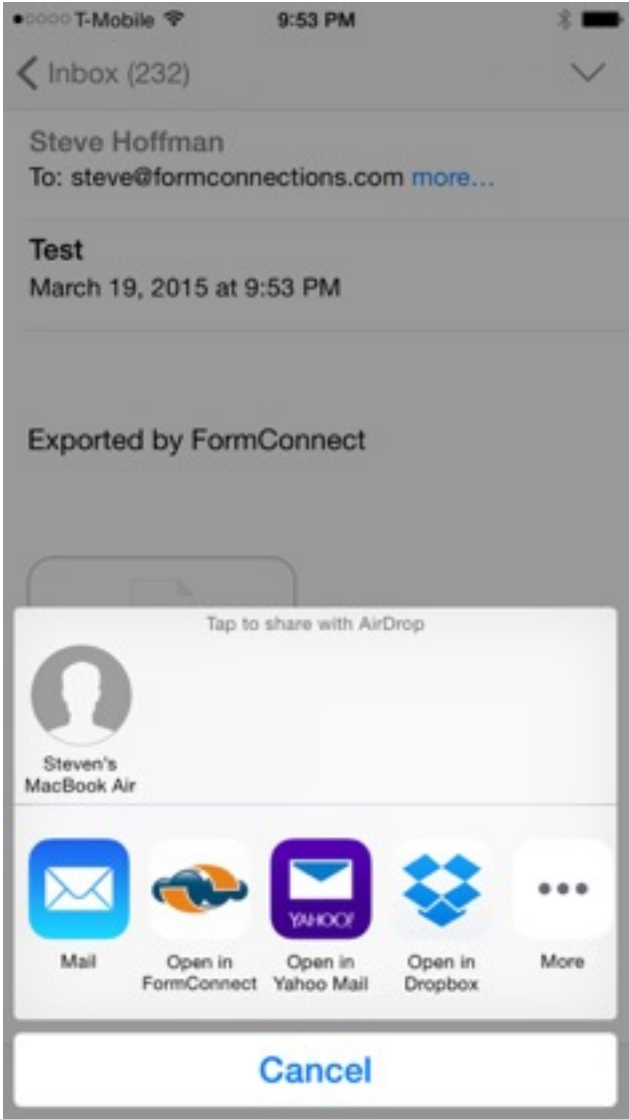 T-Mobile 9:53 PM
Inbox (232)
Steve Hoffman
To: steve@formconnections.com more...
Test
March 19, 2015 at 9:53 PM
Exported by FormConnect
Tap to share with AirDrop
Steven's
MacBook Air
YAHOO!
Mail
Open in
FormConnect
Open in
Yahoo Mail
Open in
Dropbox
More
Cancel